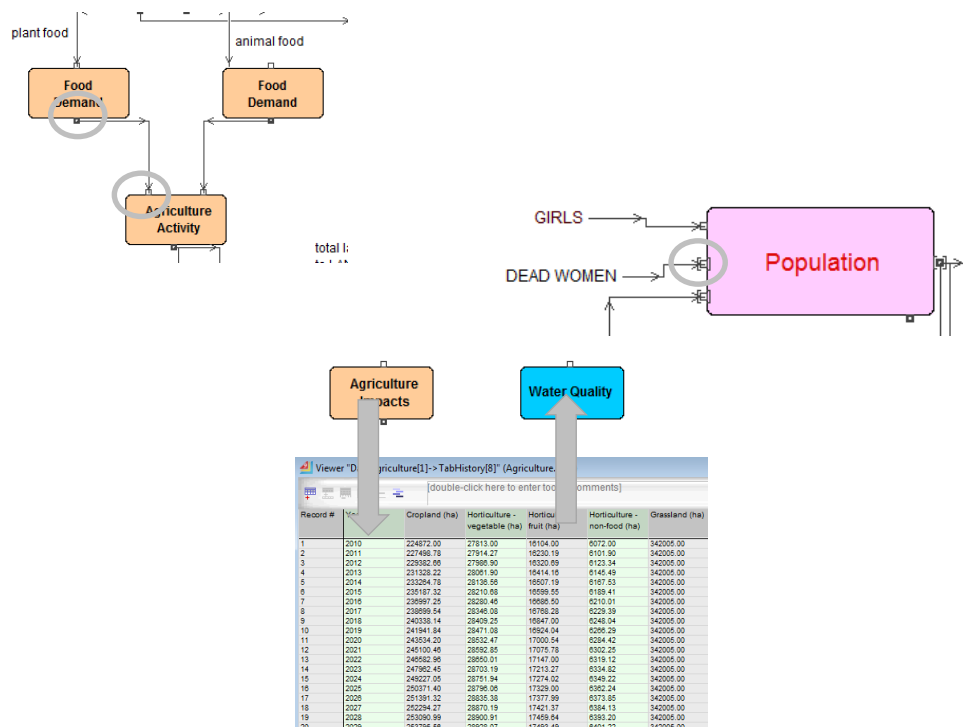 plant food
animal food
Food
Demand
Food
Demand
Agriculture
Activity
total
GIRLS
DEAD WOMEN
Population
Agriculture
Impacts
Water Quality
Viewer "D griculture[1]->TabHistory[8]" (Agriculture.
[double-click here to enter omments]
Record # Cropland (ha) Horticulture - vegetable (ha) fruit (ha) Horticulture - non-food (ha) Grassland (ha)
1 2010 224872.00 27813.00 16104.00 6072.00 342005.00
2 2011 227498.78 27914.27 16230.19 6101.90 342005.00
3 2012 229382.66 27986.90 16320.69 6123.34 342005.00
4 2013 231328.22 28061.90 16414.16 6145.49 342005.00
5 2014 233264.78 28136.56 16507.19 6167.53 342005.00
6 2015 235187.32 28210.68 16599.55 6189.41 342005.00
7 2016 236997.25 28280.46 16686.50 6210.01 342005.00
8 2017 238699.54 28346.08 16768.28 6229.39 342005.00
9 2018 240338.14 28409.25 16847.00 6248.04 342005.00
10 2019 241941.84 28471.08 16924.04 6266.29 342005.00
11 2020 243534.20 28532.47 17000.54 6284.42 342005.00
12 2021 245100.46 28592.85 17075.78 6302.25 342005.00
13 2022 246582.96 28650.01 17147.00 6319.12 342005.00
14 2023 247962.45 28703.19 17213.27 6334.82 342005.00
15 2024 249227.05 28751.94 17274.02 6349.22 342005.00
16 2025 250371.40 28796.06 17329.00 6362.24 342005.00
17 2026 251391.32 28835.38 17377.99 6373.85 342005.00
18 2027 252294.27 28870.19 17421.37 6384.13 342005.00
19 2028 253090.99 28900.91 17459.64 6393.20 342005.00